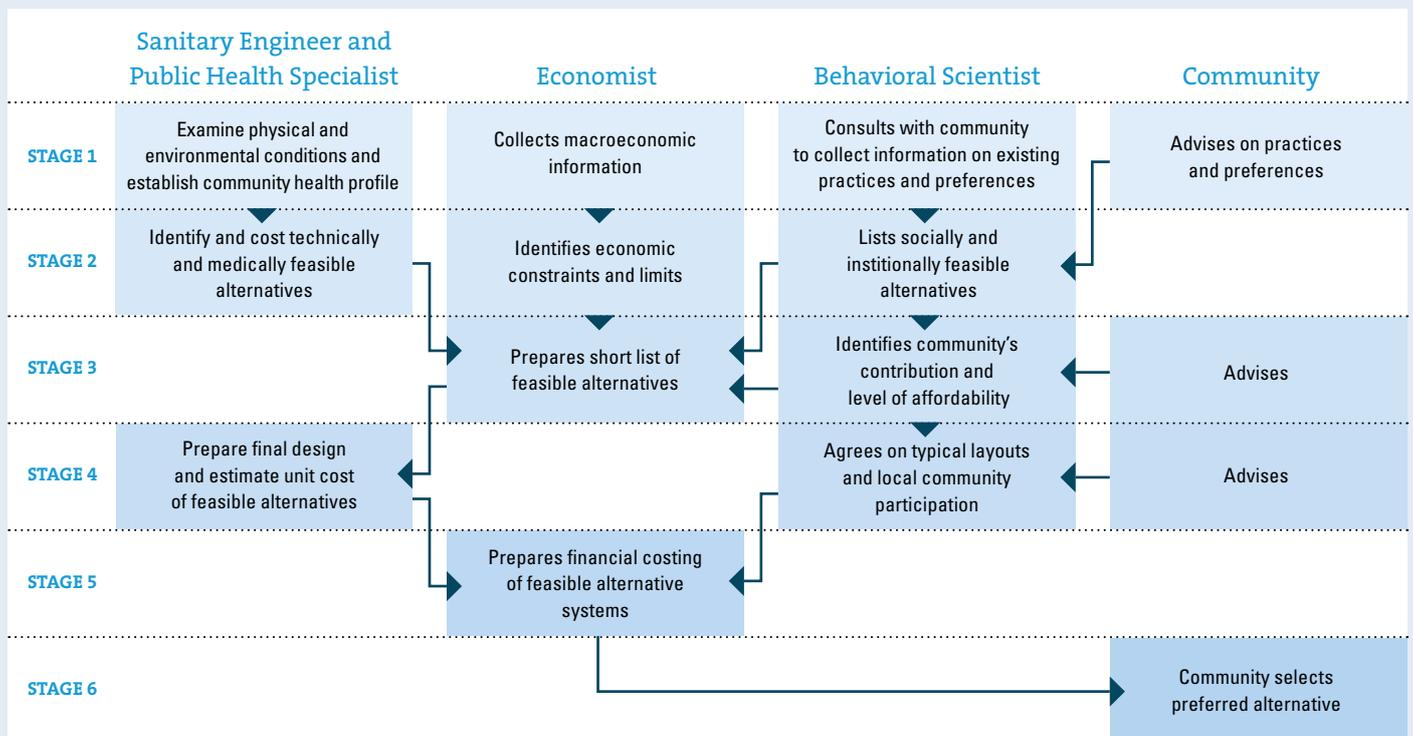 Sanitary Engineer and
Public Health Specialist
Economist
Behavioral Scientist
Community
STAGE 1
Examine physical and
environmental conditions and
establish community health profile
Collects macroeconomic
information
Consults with community
to collect information on existing
practices and preferences
Advises on practices
and preferences
STAGE 2
Identify and cost technically
and medically feasible
alternatives
Identifies economic
constraints and limits
Lists socially and
institionally feasible
alternatives
STAGE 3
Prepares short list of
feasible alternatives
Identifies community’s
contribution and
level of affordability
Advises
STAGE 4
Prepare final design
and estimate unit cost
of feasible alternatives
Agrees on typical layouts
and local community
participation
Advises
STAGE 5
Prepares financial costing
of feasible alternative
systems
STAGE 6
Community selects
preferred alternative